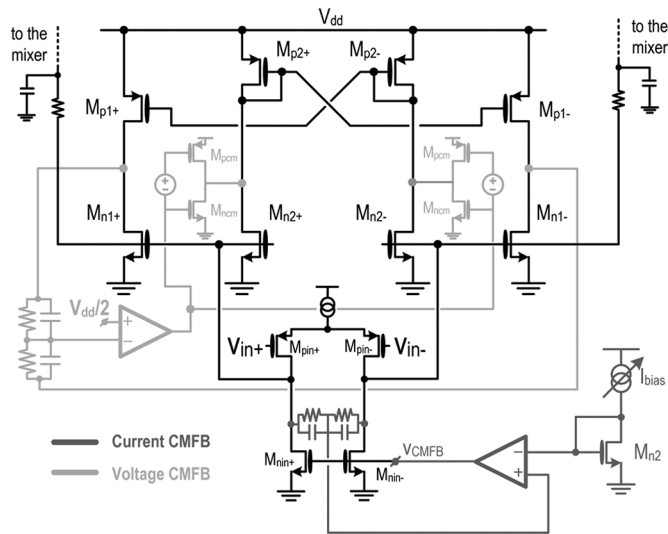 Vdd
to the
mixer
to the
mixer
Mp2+
Mp2-
Mp1+
Mp1-
Mpcm
Mpcm
Mncm
Mncm
Mn1+
Mn2+
Mn2-
Mn1-
Vdd/2
+
−
Vin+
Mpin+
Mpin-
Vin-
Ibias
Current CMFB
Voltage CMFB
Mnin+
Mnin-
VCMFB
−
+
Mn2